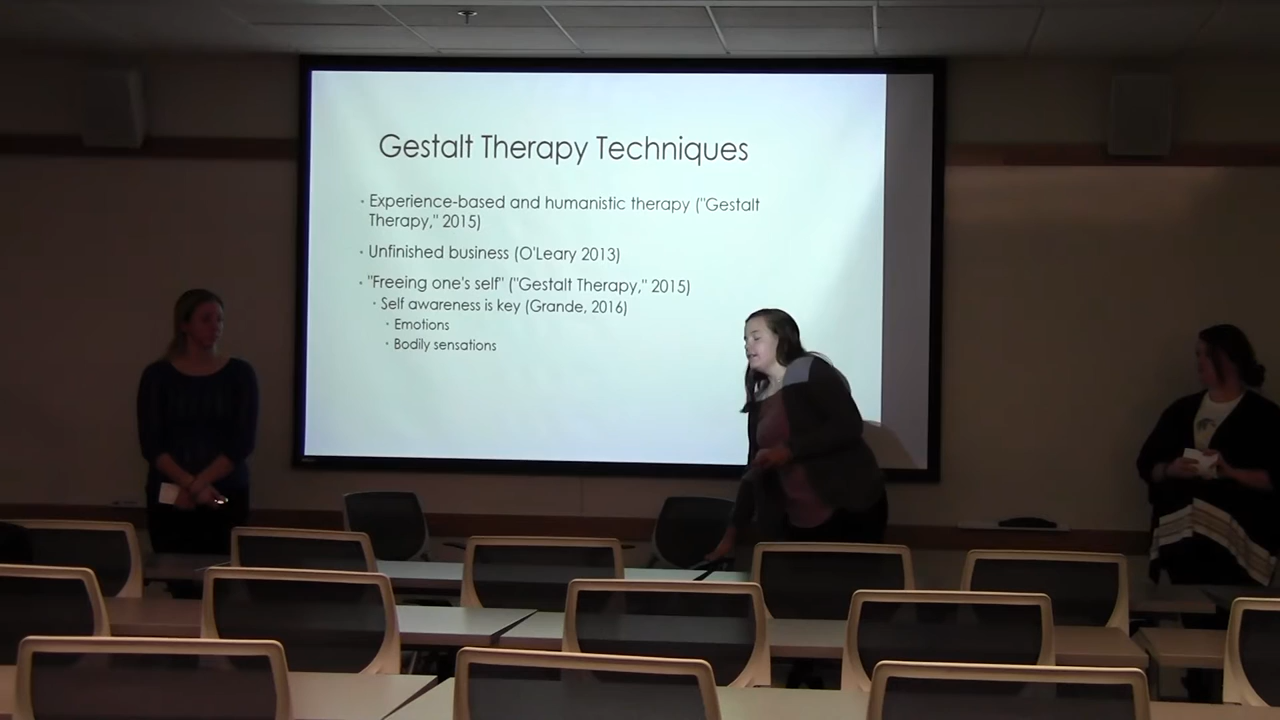 Gestalt Therapy Techniques
• Experience-based and humanistic therapy ("Gestalt
Therapy," 2015)
• Unfinished business (O'Leary 2013)
• "Freeing one's self" ("Gestalt Therapy," 2015)
• Self awareness is key (Grande, 2016)
• Emotions
• Bodily sensations